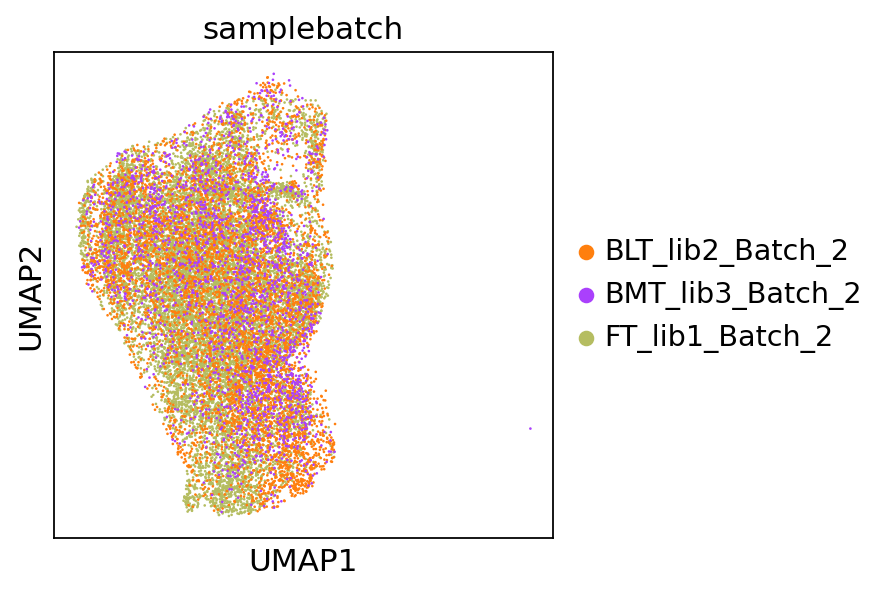 samplebatch
UMAP2
UMAP1
BLT_lib2_Batch_2
BMT_lib3_Batch_2
FT_lib1_Batch_2